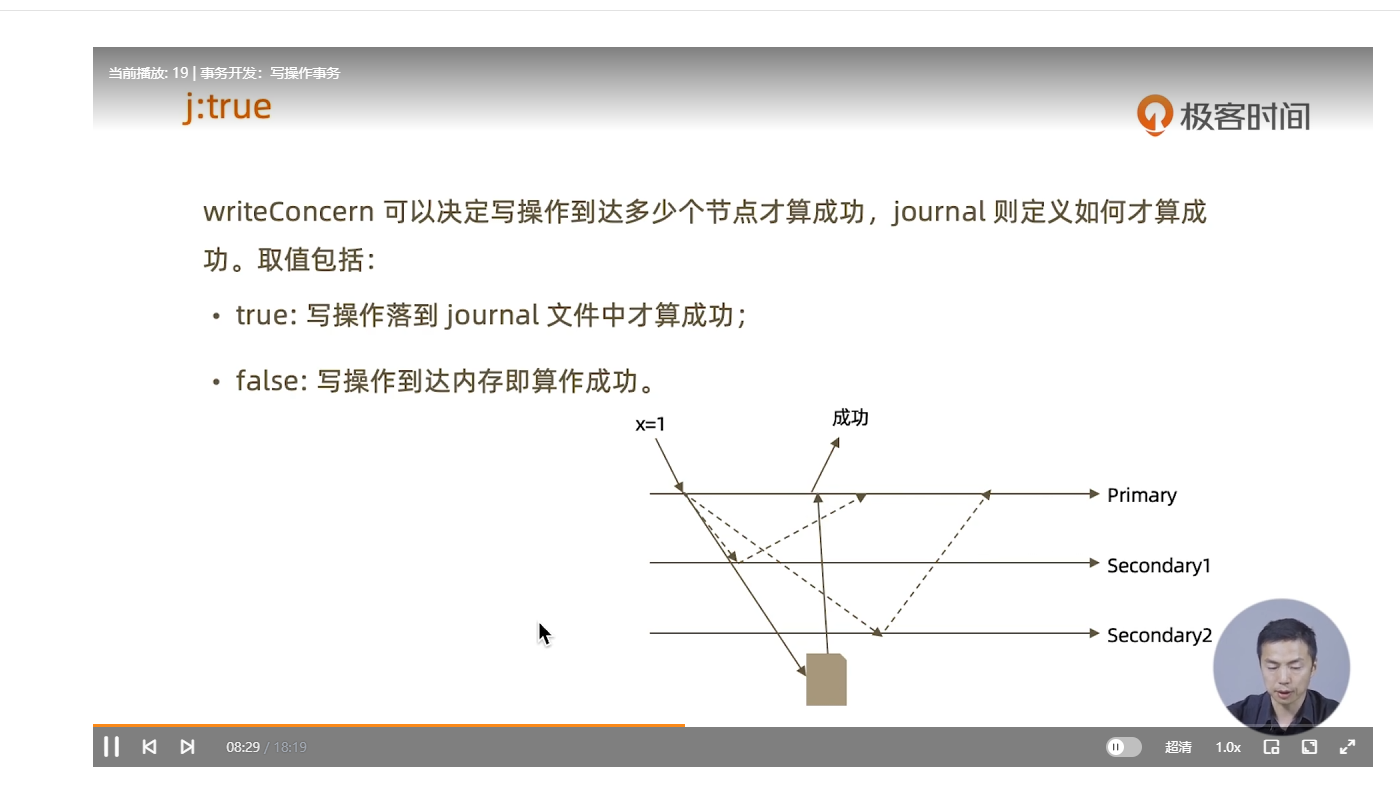 当前播放: 19 | 事务开发：写操作事务
j:true
极客时间
writeConcern 可以决定写操作到达多少个节点才算成功，journal 则定义如何才算成
功。取值包括：
• true: 写操作落到 journal 文件中才算成功；
• false: 写操作到达内存即算作成功。
x=1
成功
Primary
Secondary1
Secondary2
08:29 / 18:19
超清
1.0x